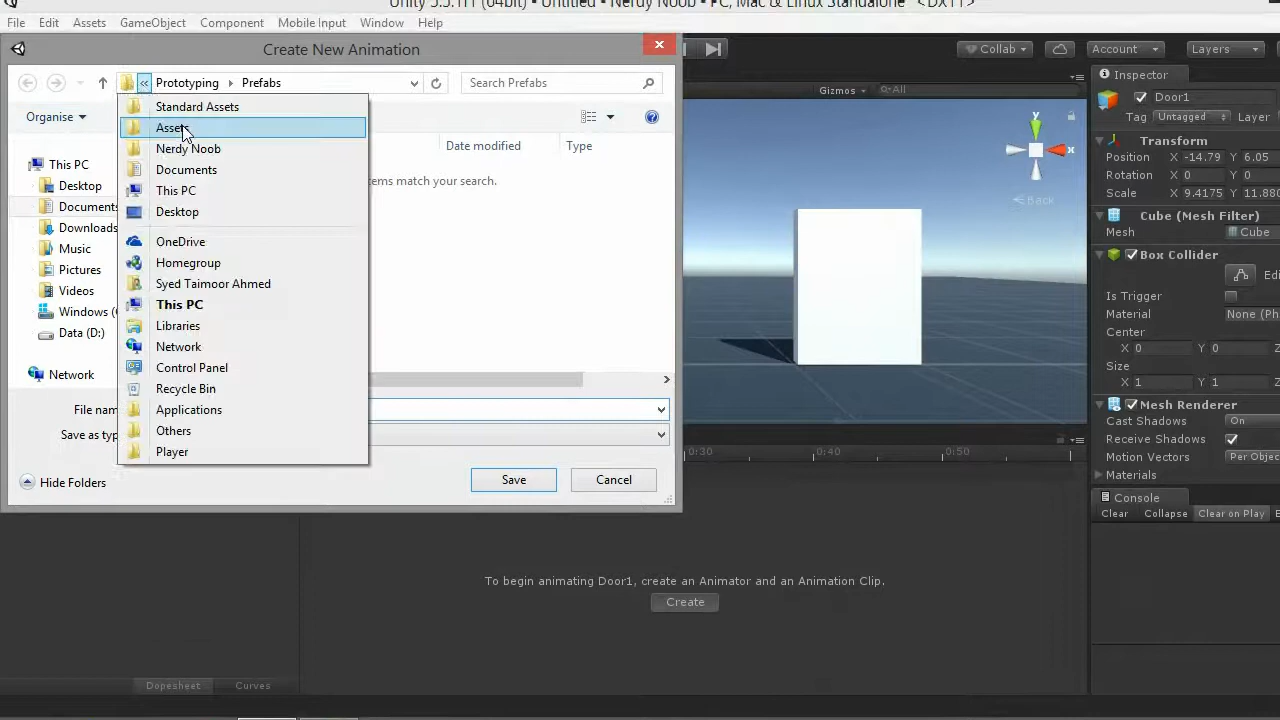 Unity 5.5.1f1 (64bit) - Untitled - Nerdy Noob - PC, Mac & Linux Standalone* <DX11>
File Edit Assets GameObject Component Mobile Input Window Help
Create New Animation
Collab Account Layers
« Prototyping Prefabs Search Prefabs
Gizmos All
Inspector
Organise
Standard Assets
Assets
Nerdy Noob
Documents
This PC
Desktop
OneDrive
Homegroup
Syed Taimoor Ahmed
This PC
Libraries
Network
Control Panel
Recycle Bin
Applications
Others
Player
Date modified Type
tems match your search.
This PC
Desktop
Documents
Downloads
Music
Pictures
Videos
Windows (
Data (D:)
Network
File nam
Save as typ
Hide Folders
Save Cancel
y
x
Back
Door1
Tag Untagged Layer
Transform
Position X -14.79 Y 6.05
Rotation X 0 Y 0
Scale X 9.4175 Y 11.880
Cube (Mesh Filter)
Mesh Cube
Box Collider
Edi
Is Trigger
Material None (Ph
Center
X 0 Y 0 Z
Size
X 1 Y 1 Z
Mesh Renderer
Cast Shadows On
Receive Shadows
Motion Vectors Per Objec
Materials
0:30 0:40 0:50
Console
Clear Collapse Clear on Play E
To begin animating Door1, create an Animator and an Animation Clip.
Create
Dopesheet Curves